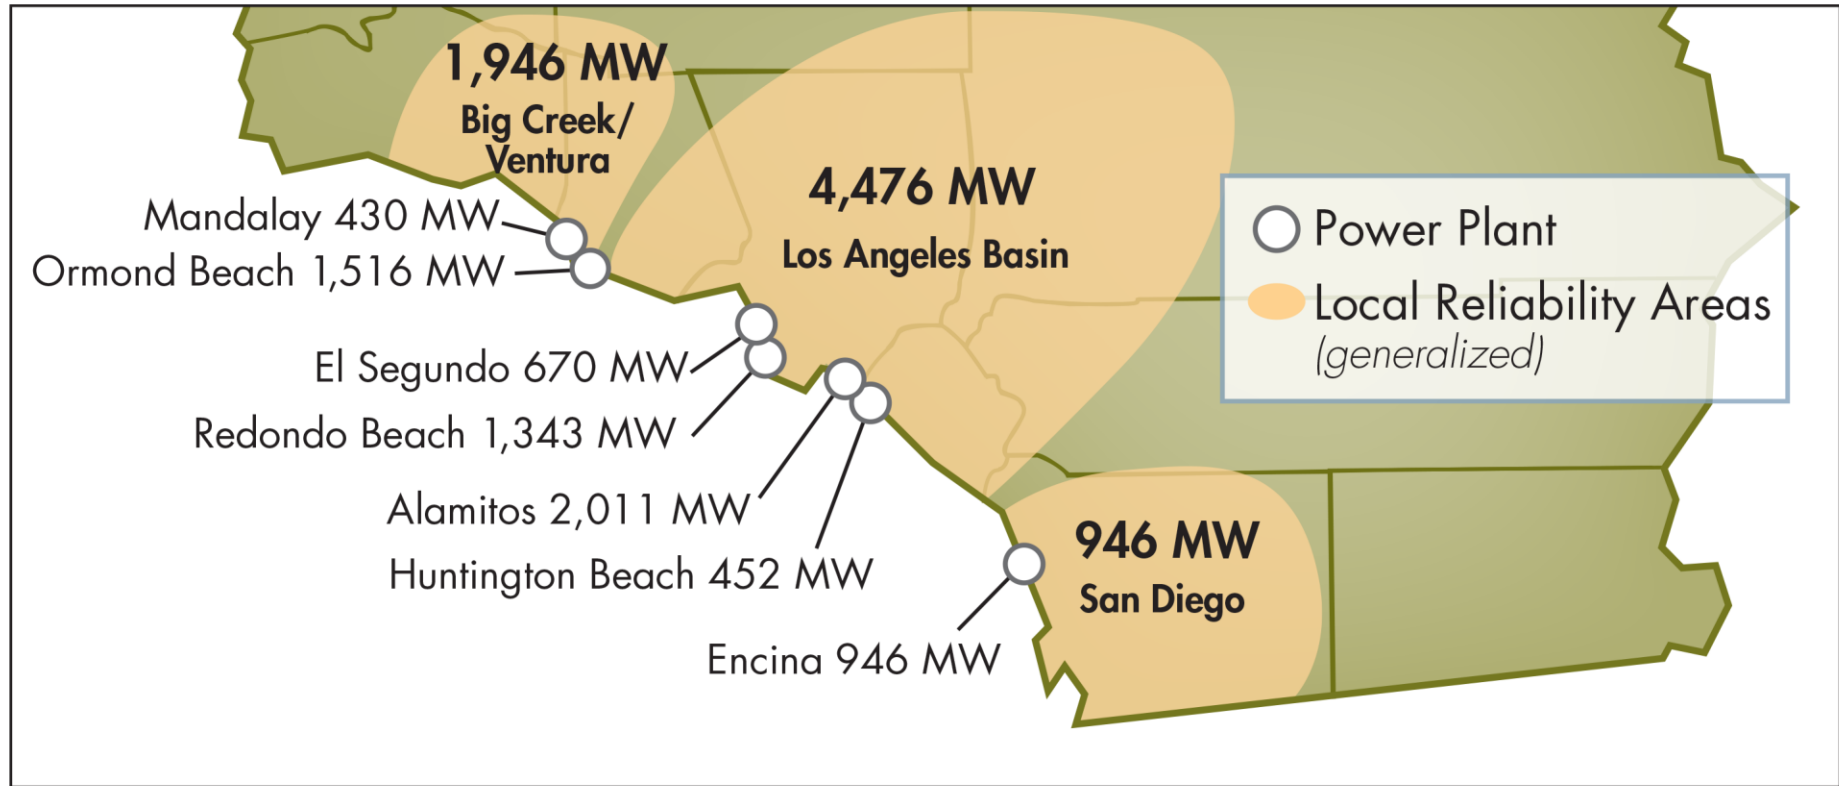 1,946 MW
Big Creek/
Ventura
4,476 MW
Los Angeles Basin
Mandalay 430 MW
Ormond Beach 1,516 MW
El Segundo 670 MW
Redondo Beach 1,343 MW
Alamitos 2,011 MW
Huntington Beach 452 MW
Encina 946 MW
946 MW
San Diego
Power Plant
Local Reliability Areas
(generalized)